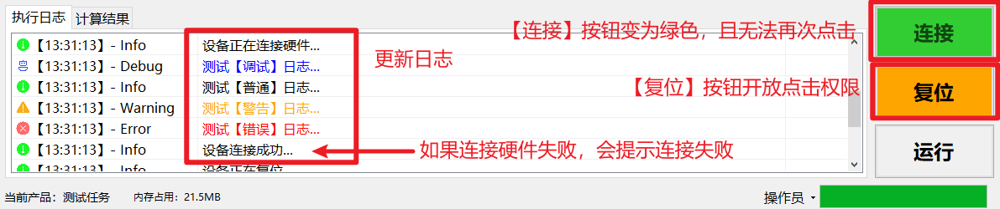 执行日志 计算结果
【13:31:13】- Info 设备正在连接硬件...
【13:31:13】- Debug 测试【调试】日志...
【13:31:13】- Info 测试【普通】日志...
【13:31:13】- Warning 测试【警告】日志...
【13:31:13】- Error 测试【错误】日志...
【13:31:13】- Info 设备连接成功...
【13:31:13】- Info 设备正在复位
更新日志
【连接】按钮变为绿色，且无法再次点击
【复位】按钮开放点击权限
如果连接硬件失败，会提示连接失败
连接
复位
运行
当前产品：测试任务 内存占用：21.5MB 操作员